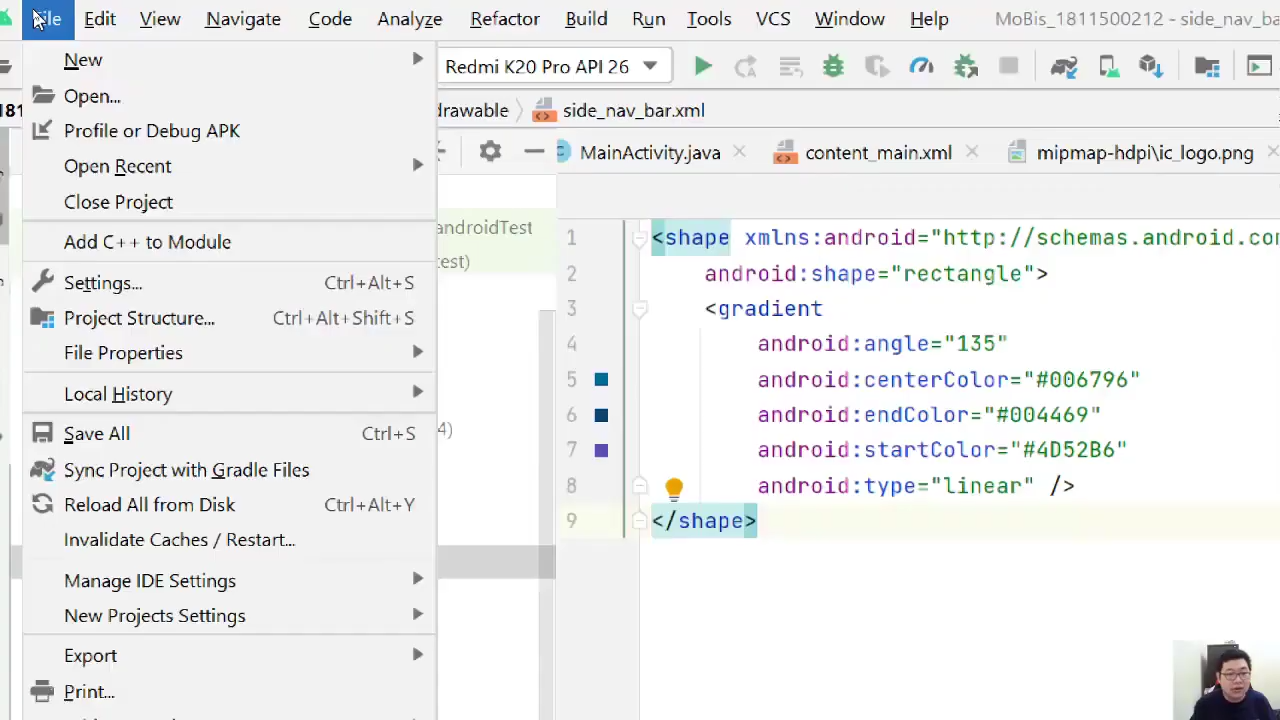 File Edit View Navigate Code Analyze Refactor Build Run Tools VCS Window Help MoBis_1811500212 - side_nav_ba
Redmi K20 Pro API 26
181
drawable side_nav_bar.xml
MainActivity.java content_main.xml mipmap-hdpi\ic_logo.png
New
Open...
Profile or Debug APK
Open Recent
Close Project
Add C++ to Module
Settings... Ctrl+Alt+S
Project Structure... Ctrl+Alt+Shift+S
File Properties
Local History
Save All Ctrl+S
Sync Project with Gradle Files
Reload All from Disk Ctrl+Alt+Y
Invalidate Caches / Restart...
Manage IDE Settings
New Projects Settings
Export
Print...
androidTest
test)
4)
1 <shape xmlns:android="http://schemas.android.com
2 android:shape="rectangle">
3 <gradient
4 android:angle="135"
5 android:centerColor="#006796"
6 android:endColor="#004469"
7 android:startColor="#4D52B6"
8 android:type="linear" />
9 </shape>